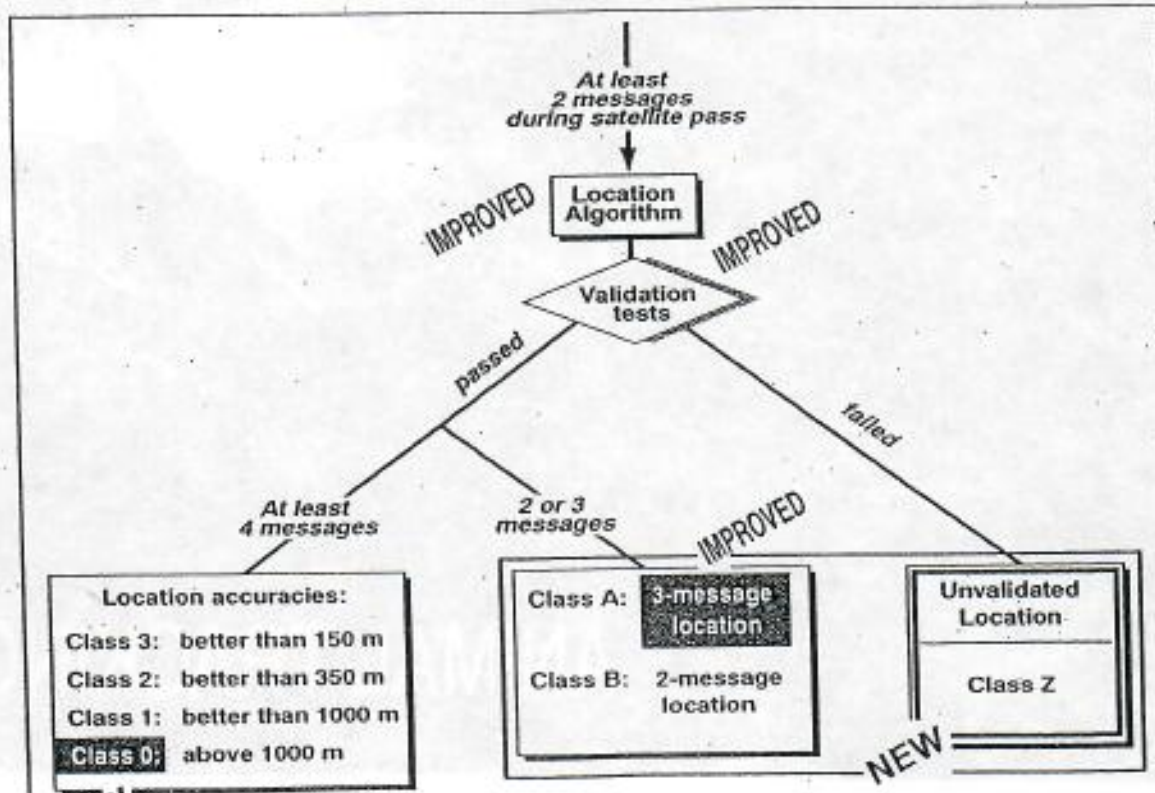 At least
2 messages
during satellite pass
IMPROVED
Location
Algorithm
IMPROVED
Validation
tests
passed
failed
At least
4 messages
2 or 3
messages
IMPROVED
Location accuracies:
Class 3: better than 150 m
Class 2: better than 350 m
Class 1: better than 1000 m
Class 0: above 1000 m
Class A: 3-message
location
Class B: 2-message
location
Unvalidated
Location
Class Z
NEW